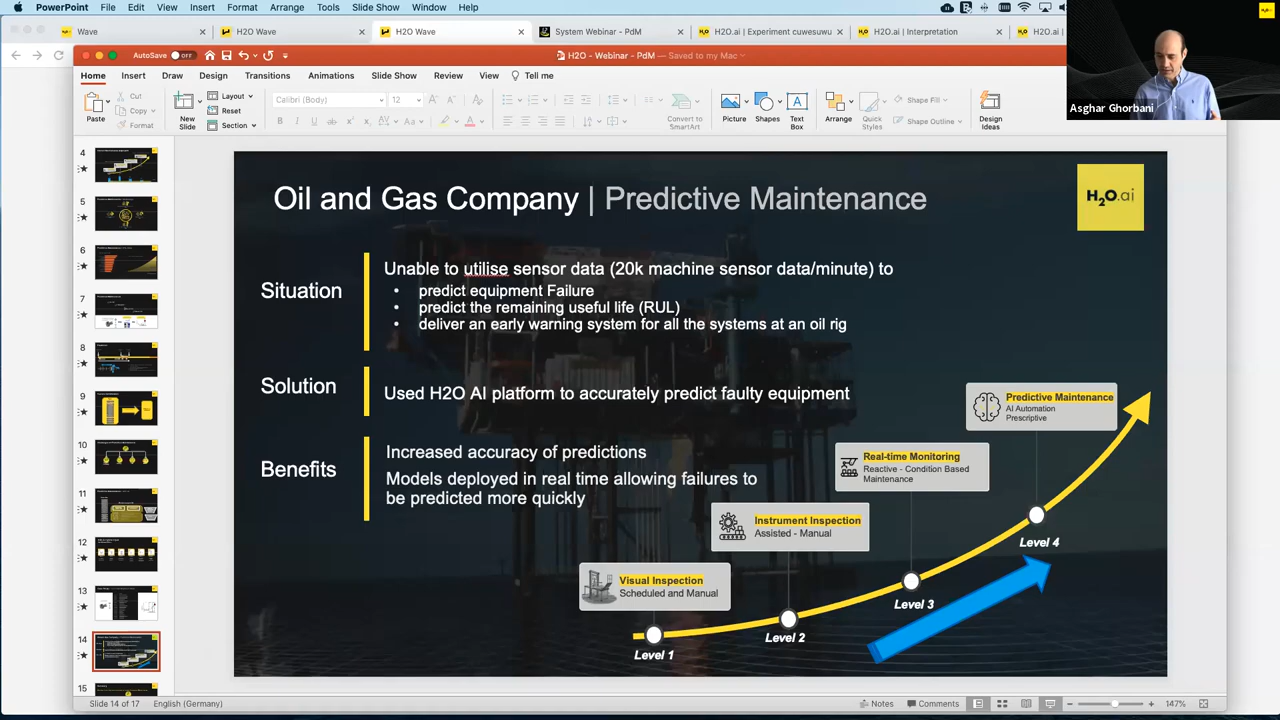 PowerPoint File Edit View Insert Format Arrange Tools Slide Show Window Help
Wave
H2O Wave
H2O Wave
System Webinar - PdM
H2O.ai | Experiment cuwesuwu
H2O.ai | Interpretation
H2O.ai
AutoSave OFF
H2O - Webinar - PdM — Saved to my Mac
Home Insert Draw Design Transitions Animations Slide Show Review View Tell me
Paste
Cut
Copy
Format
New
Slide
Layout
Reset
Section
Calibri (Body)
12
Convert to
SmartArt
Picture
Shapes
Text
Box
Arrange
Quick
Styles
Shape Fill
Shape Outline
Design
Ideas
Asghar Ghorbani
4
5
6
7
8
9
10
11
12
13
14
15
Oil and Gas Company | Predictive Maintenance
H2O.ai
Situation
Unable to utilise sensor data (20k machine sensor data/minute) to
• predict equipment Failure
• predict the remaining useful life (RUL)
• deliver an early warning system for all the systems at an oil rig
Solution
Used H2O AI platform to accurately predict faulty equipment
Benefits
Increased accuracy of predictions
Models deployed in real time allowing failures to
be predicted more quickly
Predictive Maintenance
AI Automation
Prescriptive
Real-time Monitoring
Reactive - Condition Based
Maintenance
Instrument Inspection
Assisted - Manual
Visual Inspection
Scheduled and Manual
Level 4
Level 3
Level 2
Level 1
Slide 14 of 17
English (Germany)
Notes
Comments
147%